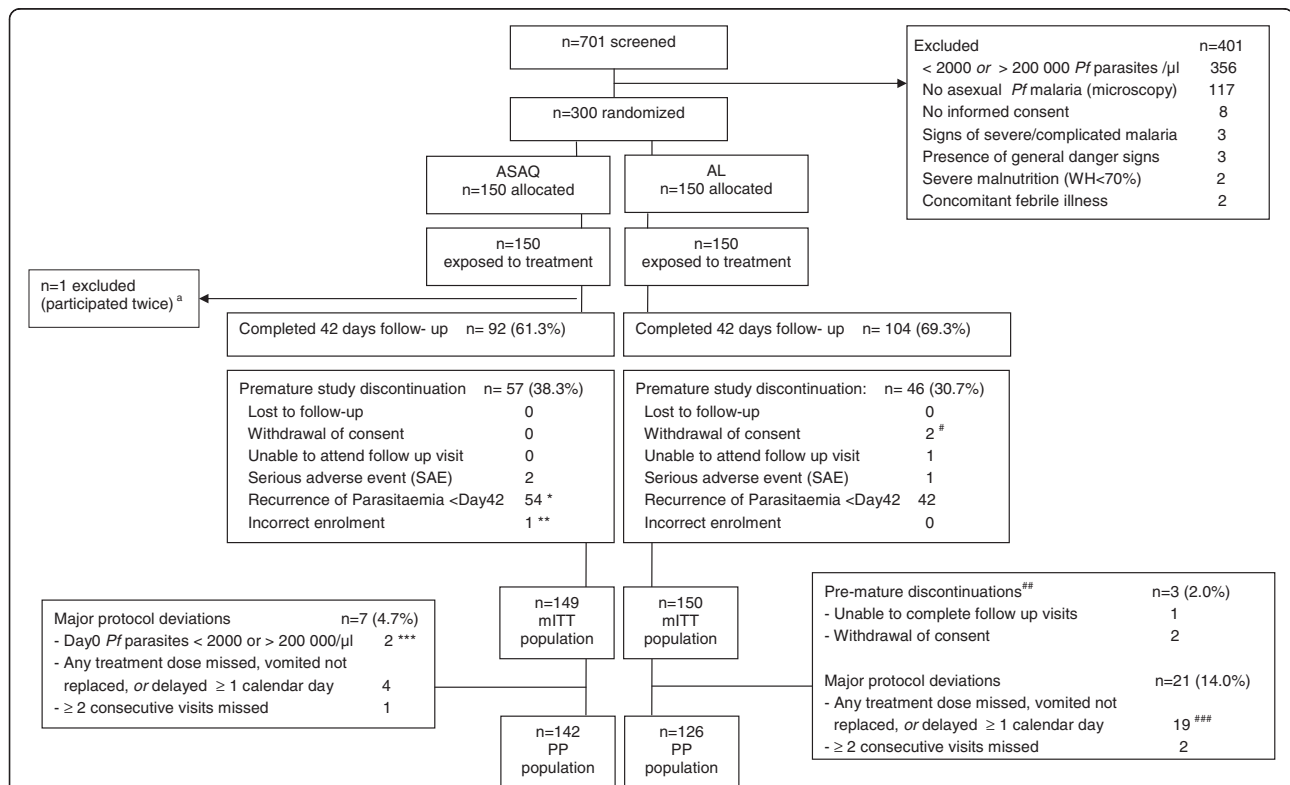 n=701 screened
Excluded n=401
< 2000 or > 200 000 Pf parasites /µl 356
No asexual Pf malaria (microscopy) 117
No informed consent 8
Signs of severe/complicated malaria 3
Presence of general danger signs 3
Severe malnutrition (WH<70%) 2
Concomitant febrile illness 2
n=300 randomized
ASAQ
n=150 allocated
AL
n=150 allocated
n=150
exposed to treatment
n=150
exposed to treatment
n=1 excluded
(participated twice) a
Completed 42 days follow- up n= 92 (61.3%)
Completed 42 days follow-up n= 104 (69.3%)
Premature study discontinuation n= 57 (38.3%)
Lost to follow-up 0
Withdrawal of consent 0
Unable to attend follow up visit 0
Serious adverse event (SAE) 2
Recurrence of Parasitaemia <Day42 54 *
Incorrect enrolment 1 **
Premature study discontinuation: n= 46 (30.7%)
Lost to follow-up 0
Withdrawal of consent 2 #
Unable to attend follow up visit 1
Serious adverse event (SAE) 1
Recurrence of Parasitaemia <Day42 42
Incorrect enrolment 0
n=149
mITT
population
n=150
mITT
population
Major protocol deviations n=7 (4.7%)
- Day0 Pf parasites < 2000 or > 200 000/µl 2 ***
- Any treatment dose missed, vomited not
replaced, or delayed ≥ 1 calendar day 4
- ≥ 2 consecutive visits missed 1
Pre-mature discontinuations## n=3 (2.0%)
- Unable to complete follow up visits 1
- Withdrawal of consent 2
Major protocol deviations n=21 (14.0%)
- Any treatment dose missed, vomited not
replaced, or delayed ≥ 1 calendar day 19 ###
- ≥ 2 consecutive visits missed 2
n=142
PP
population
n=126
PP
population